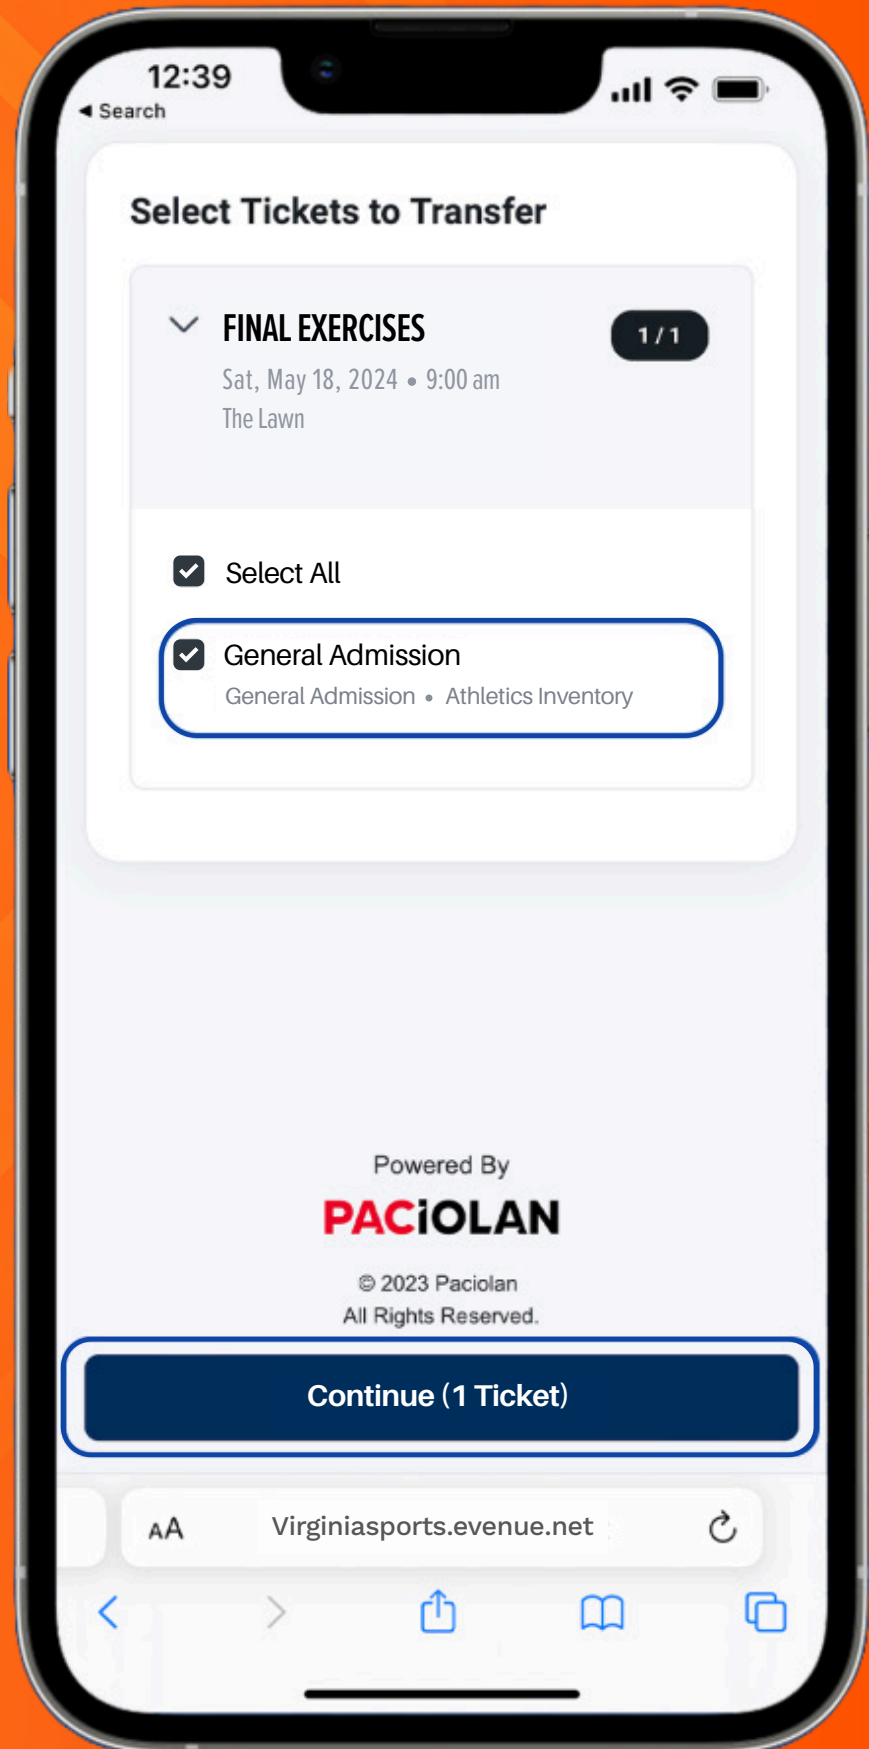 12:39
◀ Search
Select Tickets to Transfer
FINAL EXERCISES
1 / 1
Sat, May 18, 2024 • 9:00 am
The Lawn
Select All
General Admission
General Admission • Athletics Inventory
Powered By
PACiOLAN
© 2023 Paciolan
All Rights Reserved.
Continue (1 Ticket)
AA Virginiasports.evenue.net